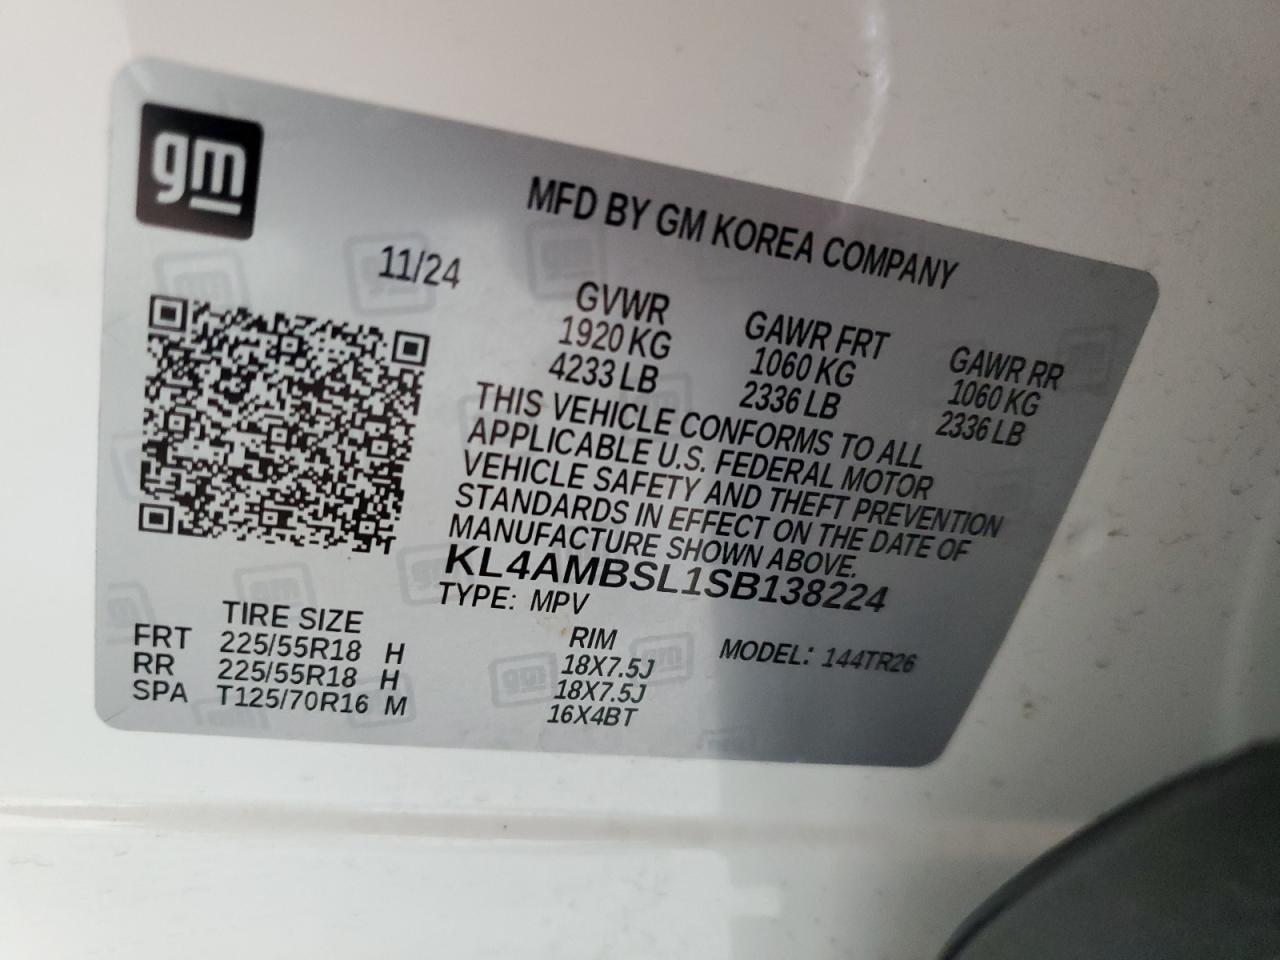 gm
MFD BY GM KOREA COMPANY
11/24
GVWR GAWR FRT GAWR RR
1920 KG 1060 KG 1060 KG
4233 LB 2336 LB 2336 LB
THIS VEHICLE CONFORMS TO ALL
APPLICABLE U.S. FEDERAL MOTOR
VEHICLE SAFETY AND THEFT PREVENTION
STANDARDS IN EFFECT ON THE DATE OF
MANUFACTURE SHOWN ABOVE.
KL4AMBSL1SB138224
TYPE: MPV MODEL: 144TR26
TIRE SIZE RIM
FRT 225/55R18 H 18X7.5J
RR 225/55R18 H 18X7.5J
SPA T125/70R16 M 16X4BT